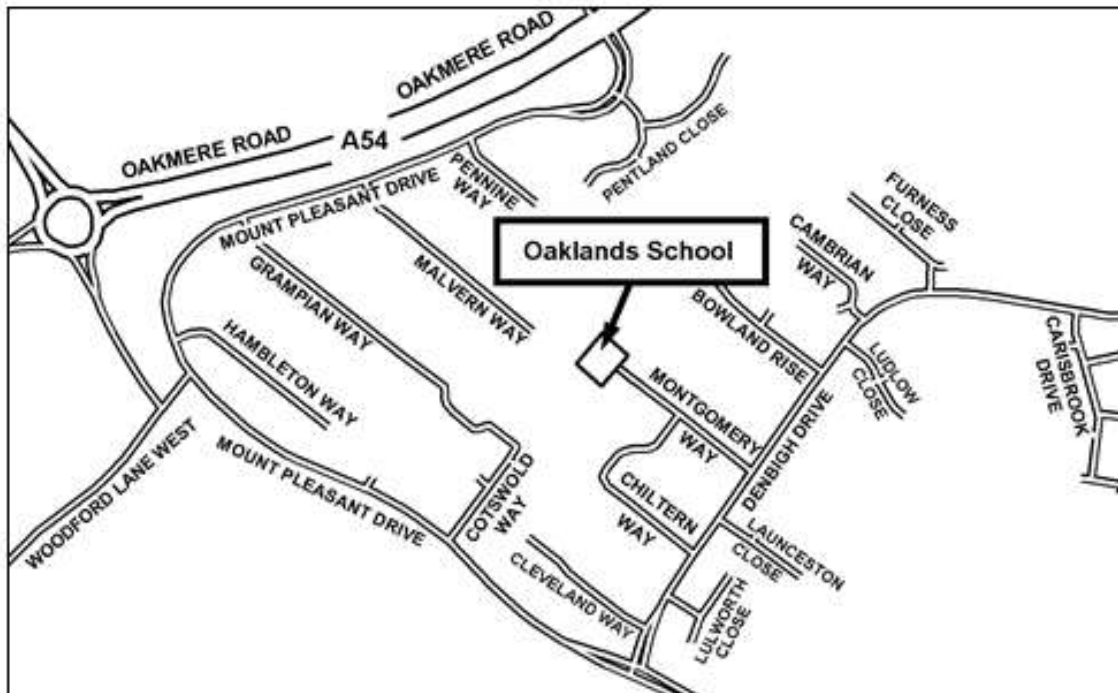 OAKMERE ROAD
OAKMERE ROAD
A54
MOUNT PLEASANT DRIVE
PENNINE
WAY
PENTLAND CLOSE
FURNESS
CLOSE
CAMBRIAN
WAY
Oaklands School
MALVERN WAY
GRAMPIAN WAY
HAMBLETON WAY
BOWLAND RISE
LUDLOW
CLOSE
CARISBROOK
DRIVE
MONTGOMERY
WAY
DENBIGH DRIVE
CHILTERN
WAY
WOODFORD LANE WEST
MOUNT PLEASANT DRIVE
COTSWOLD
WAY
CLEVELAND WAY
LAUNCESTON
CLOSE
LULWORTH
CLOSE